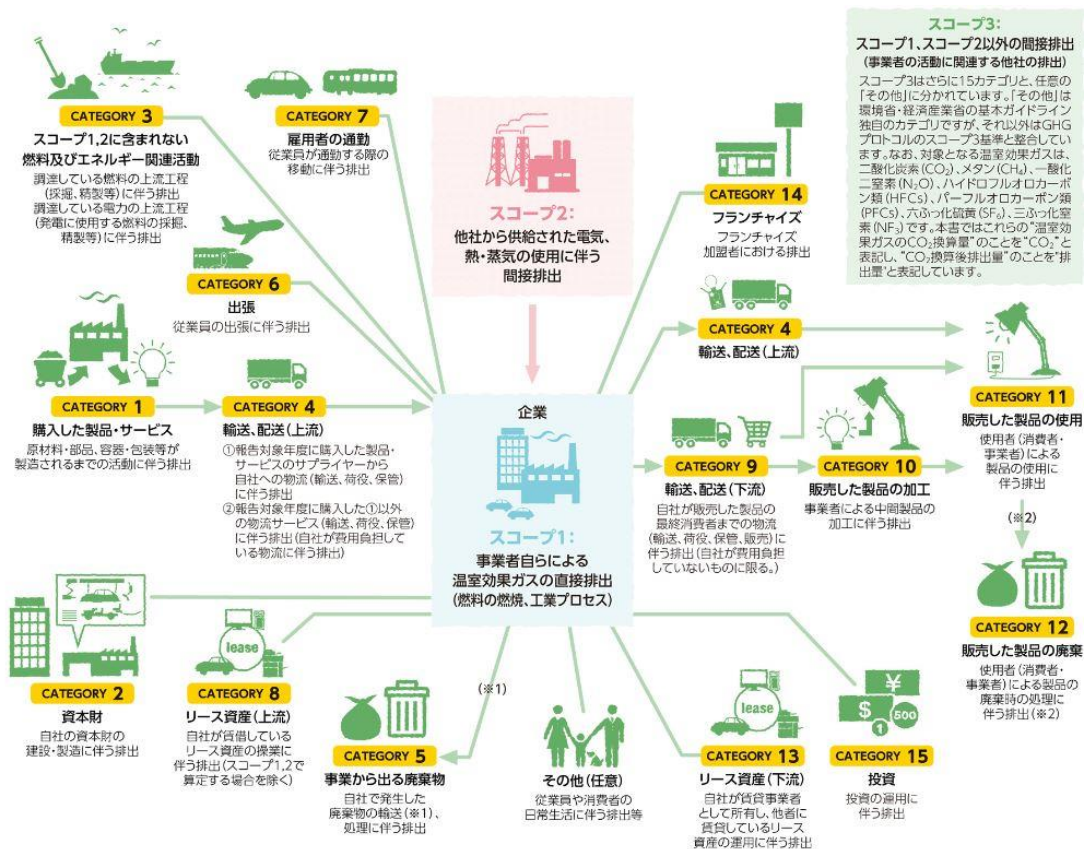 CATEGORY 3
スコープ1,2に含まれない
燃料及びエネルギー関連活動
調達している燃料の上流工程
(採掘、精製等)に伴う排出
調達している電力の上流工程
(発電に使用する燃料の採掘、
精製等)に伴う排出
CATEGORY 7
雇用者の通勤
従業員が通勤する際の
移動に伴う排出
CATEGORY 6
出張
従業員の出張に伴う排出
スコープ2:
他社から供給された電気、
熱・蒸気の使用に伴う
間接排出
CATEGORY 14
フランチャイズ
フランチャイズ
加盟者における排出
スコープ3:
スコープ1、スコープ2以外の間接排出
(事業者の活動に関連する他社の排出)
スコープ3はさらに15カテゴリと、任意の
「その他」に分かれています。「その他」は
環境省・経済産業省の基本ガイドライン
独自のカテゴリですが、それ以外はGHG
プロトコルのスコープ3基準と整合してい
ます。なお、対象となる温室効果ガスは、
二酸化炭素(CO₂)、メタン(CH₄)、一酸化
二窒素(N₂O)、ハイドロフルオロカーボ
ン類(HFCs)、パーフルオロカーボン類
(PFCs)、六ふっ化硫黄(SF₆)、三ふっ化窒
素(NF₃)です。本書ではこれらの“温室効
果ガスのCO₂換算量”のことを“CO₂”と
表記し、“CO₂換算後排出量”のことを“排
出量”と表記しています。
CATEGORY 1
購入した製品・サービス
原材料・部品、容器・包装等が
製造されるまでの活動に伴う排出
CATEGORY 4
輸送、配送(上流)
①報告対象年度に購入した製品・
サービスのサプライヤーから
自社への物流(輸送、荷役、保管)
に伴う排出
②報告対象年度に購入した①以外
の物流サービス(輸送、荷役、保管)
に伴う排出(自社が費用負担して
いる物流に伴う排出)
企業
スコープ1:
事業者自らによる
温室効果ガスの直接排出
(燃料の燃焼、工業プロセス)
CATEGORY 4
輸送、配送(上流)
CATEGORY 9
輸送、配送(下流)
自社が販売した製品の
最終消費者までの物流
(輸送、荷役、保管、販売)に
伴う排出(自社が費用負担
していないものに限る。)
CATEGORY 10
販売した製品の加工
事業者による中間製品の
加工に伴う排出
CATEGORY 11
販売した製品の使用
使用者(消費者・
事業者)による
製品の使用に
伴う排出
(※2)
CATEGORY 12
販売した製品の廃棄
使用者(消費者・
事業者)による製品の
廃棄時の処理に
伴う排出(※2)
CATEGORY 2
資本財
自社の資本財の
建設・製造に伴う排出
lease
CATEGORY 8
リース資産(上流)
自社が賃借している
リース資産の操業に
伴う排出(スコープ1,2で
算定する場合を除く)
(※1)
CATEGORY 5
事業から出る廃棄物
自社で発生した
廃棄物の輸送(※1)、
処理に伴う排出
その他(任意)
従業員や消費者の
日常生活に伴う排出等
lease
CATEGORY 13
リース資産(下流)
自社が賃貸事業者
として所有し、他者に
賃貸しているリース
資産の運用に伴う排出
¥
$
1
500
CATEGORY 15
投資
投資の運用に
伴う排出